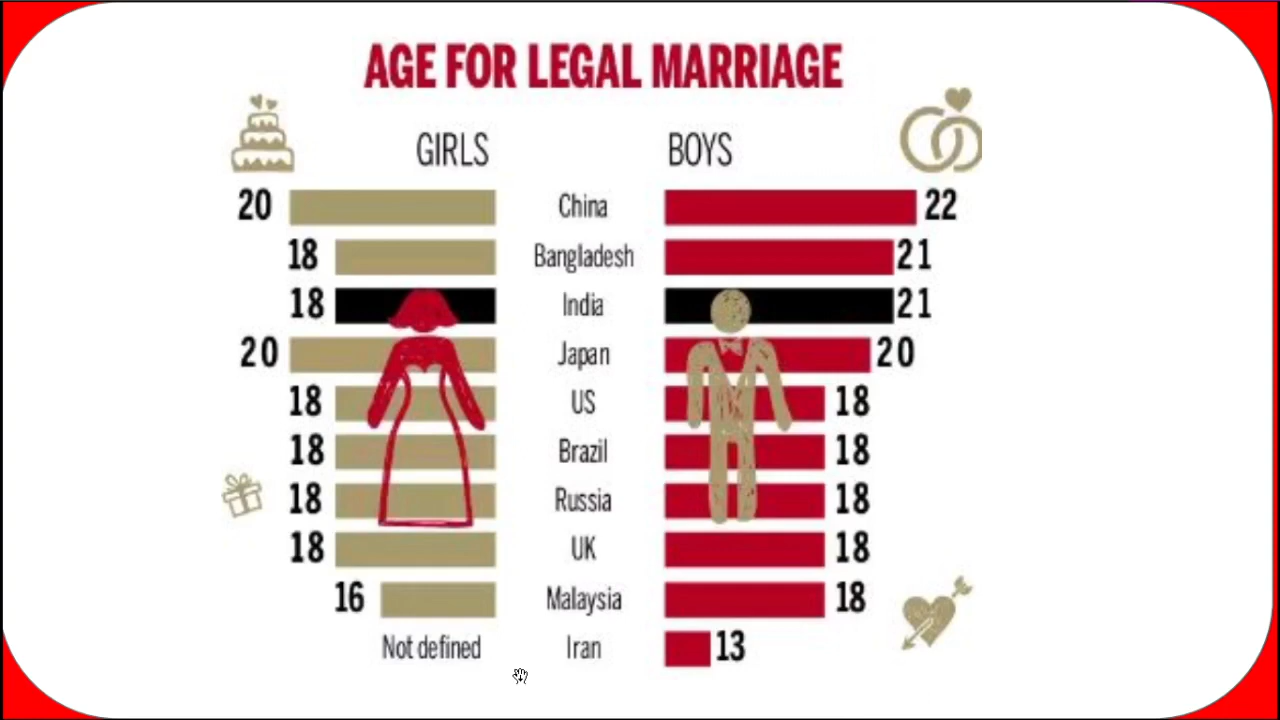 AGE FOR LEGAL MARRIAGE
GIRLS BOYS
20 China 22
18 Bangladesh 21
18 India 21
20 Japan 20
18 US 18
18 Brazil 18
18 Russia 18
18 UK 18
16 Malaysia 18
Not defined Iran 13